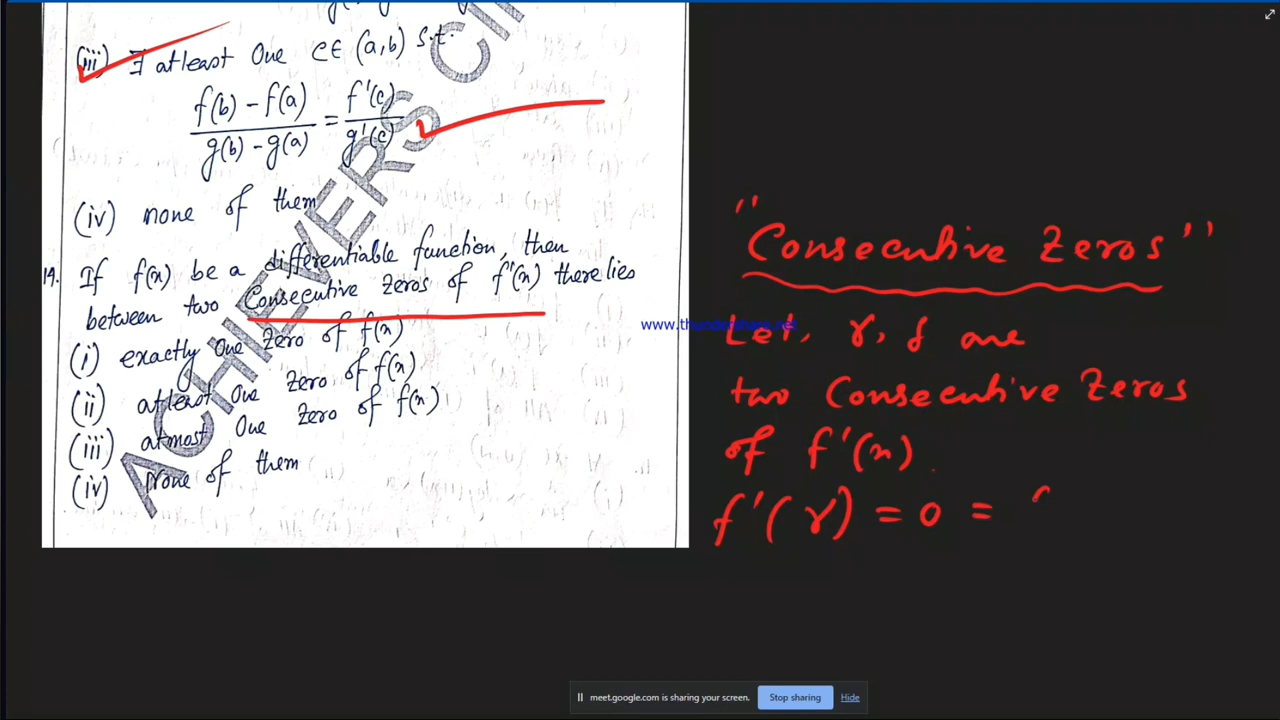 (iii) ∃ atleast One c ∈ (a,b) s.t.
f(b) - f(a) / g(b) - g(a) = f'(c) / g'(c)
(iv) none of them
19. If f(x) be a differentiable function, then
between two Consecutive Zeros of f'(x) there lies
(i) exactly One Zero of f(x)
(ii) atleast One Zero of f(x)
(iii) atmost One Zero of f(x)
(iv) none of them
ACHIEVERS
"Consecutive Zeros"
www.thundershare.net
Let, γ, δ are
two Consecutive Zeros
of f'(x).
f'(γ) = 0 =
meet.google.com is sharing your screen.
Stop sharing
Hide